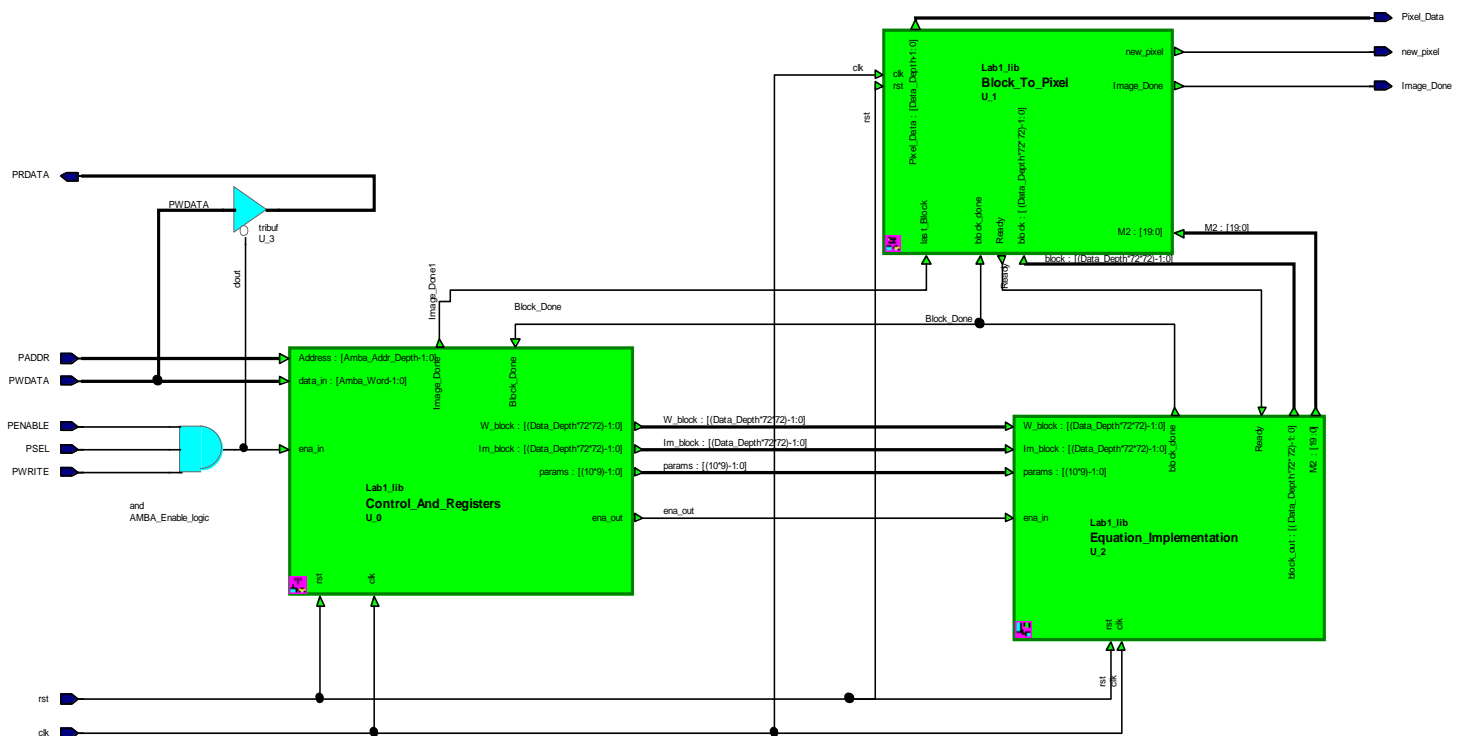 Pixel_Data
new_pixel
Image_Done
clk
rst
clk
rst
Pixel_Data : [Data_Depth-1:0]
Lab1_lib
Block_To_Pixel
U_1
new_pixel
Image_Done
last_Block
block_done
Ready
block : [(Data_Depth*72*72)-1:0]
M2 : [19:0]
M2 : [19:0]
block : [(Data_Depth*72*72)-1:0]
Ready
PRDATA
PWDATA
tribuf
U_3
dout
Image_Done1
Block_Done
Block_Done
PADDR
PWDATA
PENABLE
PSEL
PWRITE
and
AMBA_Enable_logic
Address : [Amba_Addr_Depth-1:0]
data_in : [Amba_Word-1:0]
ena_in
Image_Done
Block_Done
W_block : [(Data_Depth*72*72)-1:0]
Im_block : [(Data_Depth*72*72)-1:0]
params : [(10*9)-1:0]
Lab1_lib
Control_And_Registers
U_0
ena_out
rst
clk
W_block : [(Data_Depth*72*72)-1:0]
Im_block : [(Data_Depth*72*72)-1:0]
params : [(10*9)-1:0]
ena_out
W_block : [(Data_Depth*72*72)-1:0]
Im_block : [(Data_Depth*72*72)-1:0]
params : [(10*9)-1:0]
ena_in
block_done
Ready
block_out : [(Data_Depth*72*72)-1:0]
M2 : [19:0]
Lab1_lib
Equation_Implementation
U_2
rst
clk
rst
clk
rst
clk